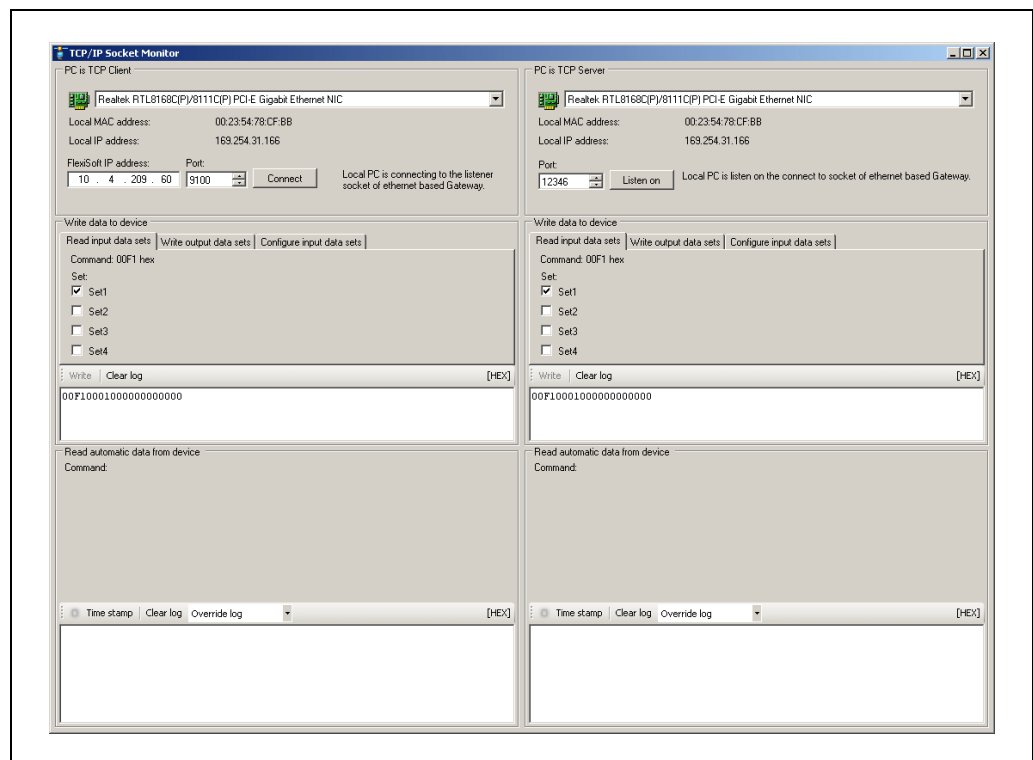 TCP/IP Socket Monitor
PC is TCP Client
Realtek RTL8168C(P)/8111C(P) PCI-E Gigabit Ethernet NIC
Local MAC address: 00:23:54:78:CF:BB
Local IP address: 169.254.31.166
FlexiSoft IP address: Port:
10 . 4 . 209 . 60 9100 Connect Local PC is connecting to the listener
socket of ethernet based Gateway.
Write data to device
Read input data sets Write output data sets Configure input data sets
Command: 00F1 hex
Set:
Set1
Set2
Set3
Set4
Write Clear log [HEX]
00F10001000000000000
Read automatic data from device
Command:
Time stamp Clear log Override log [HEX]
PC is TCP Server
Realtek RTL8168C(P)/8111C(P) PCI-E Gigabit Ethernet NIC
Local MAC address: 00:23:54:78:CF:BB
Local IP address: 169.254.31.166
Port:
12346 Listen on Local PC is listen on the connect to socket of ethernet based Gateway.
Write data to device
Read input data sets Write output data sets Configure input data sets
Command: 00F1 hex
Set:
Set1
Set2
Set3
Set4
Write Clear log [HEX]
00F10001000000000000
Read automatic data from device
Command:
Time stamp Clear log Override log [HEX]